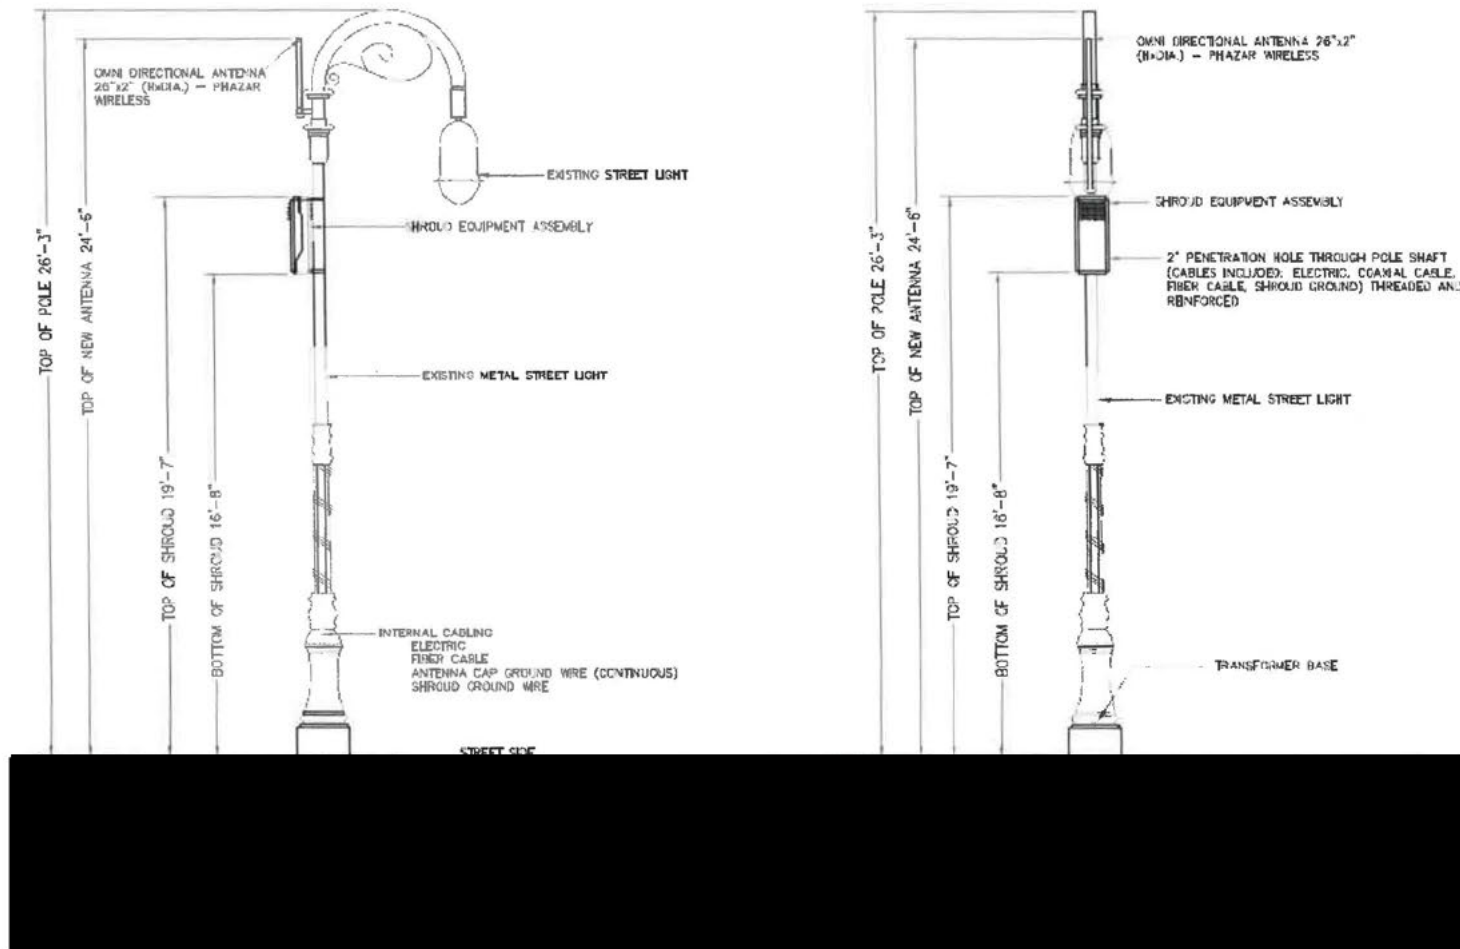 OMNI DIRECTIONAL ANTENNA
26"x2" (HxDIA.) – PHAZAR
WIRELESS
EXISTING STREET LIGHT
SHROUD EQUIPMENT ASSEMBLY
EXISTING METAL STREET LIGHT
INTERNAL CABLING
ELECTRIC
FIBER CABLE
ANTENNA CAP GROUND WIRE (CONTINUOUS)
SHROUD GROUND WIRE
STREET SIDE
TOP OF POLE 26'–3"
TOP OF NEW ANTENNA 24'–6"
TOP OF SHROUD 19'–7"
BOTTOM OF SHROUD 16'–8"
OMNI DIRECTIONAL ANTENNA 26"x2"
(HxDIA.) – PHAZAR WIRELESS
SHROUD EQUIPMENT ASSEMBLY
2" PENETRATION HOLE THROUGH POLE SHAFT
(CABLES INCLUDED: ELECTRIC, COAXIAL CABLE,
FIBER CABLE, SHROUD GROUND) THREADED AND
REINFORCED
EXISTING METAL STREET LIGHT
TRANSFORMER BASE
TOP OF POLE 26'–3"
TOP OF NEW ANTENNA 24'–6"
TOP OF SHROUD 19'–7"
BOTTOM OF SHROUD 16'–8"